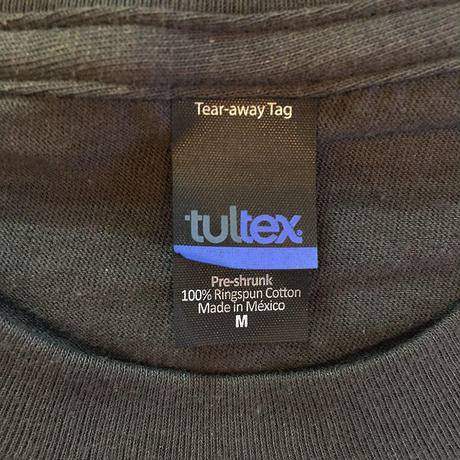 Tear-away Tag
tultex®
Pre-shrunk
100% Ringspun Cotton
Made in México
M